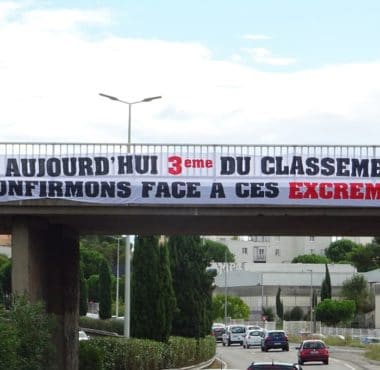 AUJOURD'HUI 3eme DU CLASSEME
ONFIRMONS FACE A CES EXCREM